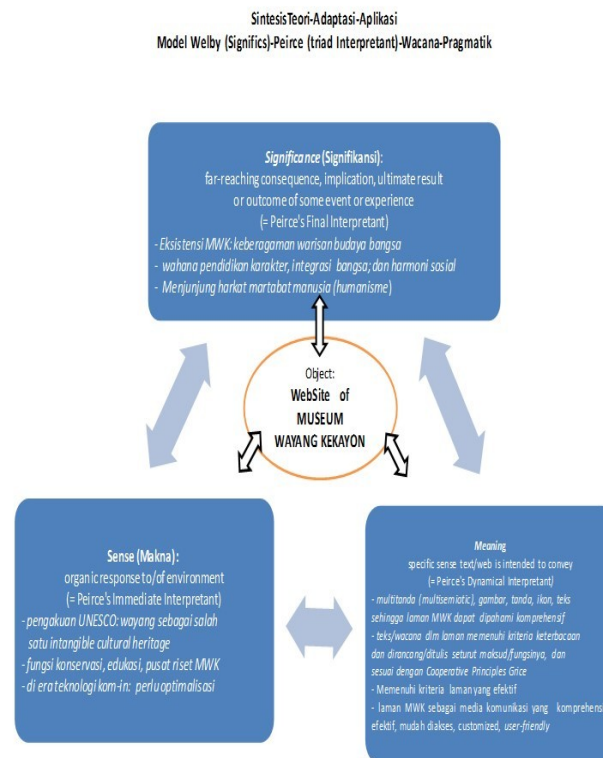 SintesisTeori-Adaptasi-Aplikasi
Model Welby (Significs)-Peirce (triad Interpretant)-Wacana-Pragmatik
Significance (Signifikansi):
far-reaching consequence, implication, ultimate result
or outcome of some event or experience
(= Peirce's Final Interpretant)
- Eksistensi MWK: keberagaman warisan budaya bangsa
- wahana pendidikan karakter, integrasi bangsa; dan harmoni sosial
- Menjunjung harkat martabat manusia (humanisme)
Object:
WebSite of
MUSEUM
WAYANG KEKAYON
Sense (Makna) :
organic response to/of environment
(= Peirce's Immediate Interpretant)
- pengakuan UNESCO: wayang sebagai salah
satu intangible cultural heritage
- fungsi konservasi, edukasi, pusat riset MWK
- di era teknologi kom-in: perlu optimalisasi
Meaning
specific sense text/web is intended to convey
(= Peirce's Dynamical Interpretant)
- multitanda (multisemiotic), gambar, tanda, ikon, teks
sehingga laman MWK dapat dipahami komprehensif
- teks/wacana dlm laman memenuhi kriteria keterbacaan
dan dirancang/ditulis seturut maksud/fungsinya, dan
sesuai dengan Cooperative Principles Grice
- Memenuhi kriteria laman yang efektif
- laman MWK sebagai media komunikasi yang komprehens
efektif, mudah diakses, customized, user-friendly